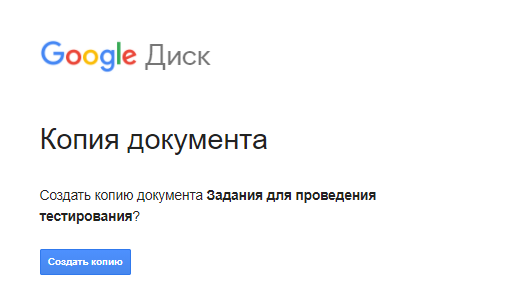 Google Диск
Копия документа
Создать копию документа Задания для проведения
тестирования?
Создать копию